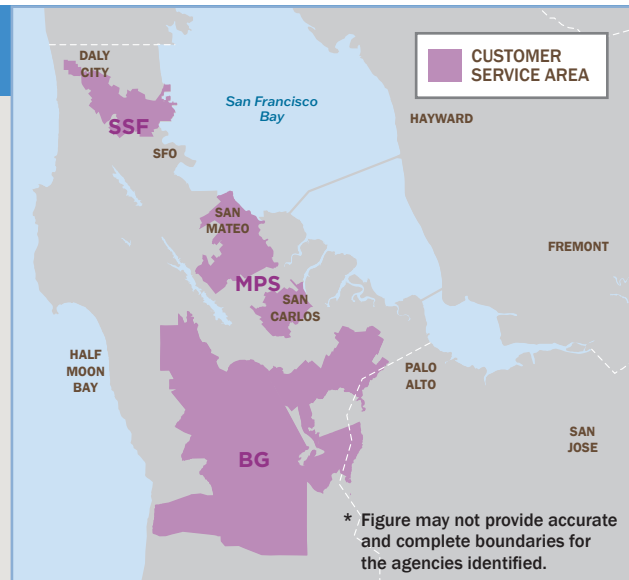 CUSTOMER
SERVICE AREA
DALY
CITY
San Francisco
Bay
HAYWARD
SSF
SFO
SAN
MATEO
FREMONT
MPS
SAN
CARLOS
HALF
MOON
BAY
PALO
ALTO
SAN
JOSE
BG
* Figure may not provide accurate
and complete boundaries for
the agencies identified.